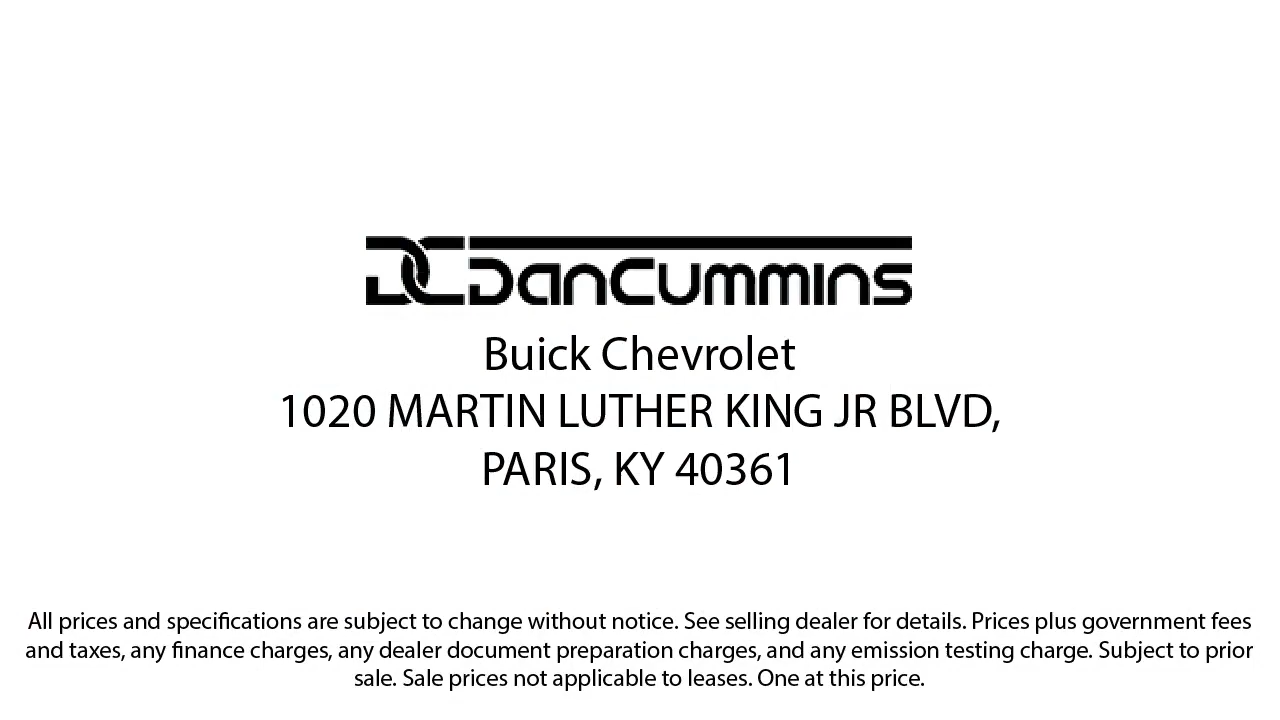 DC DanCummins
Buick Chevrolet
1020 MARTIN LUTHER KING JR BLVD,
PARIS, KY 40361
All prices and specifications are subject to change without notice. See selling dealer for details. Prices plus government fees
and taxes, any finance charges, any dealer document preparation charges, and any emission testing charge. Subject to prior
sale. Sale prices not applicable to leases. One at this price.